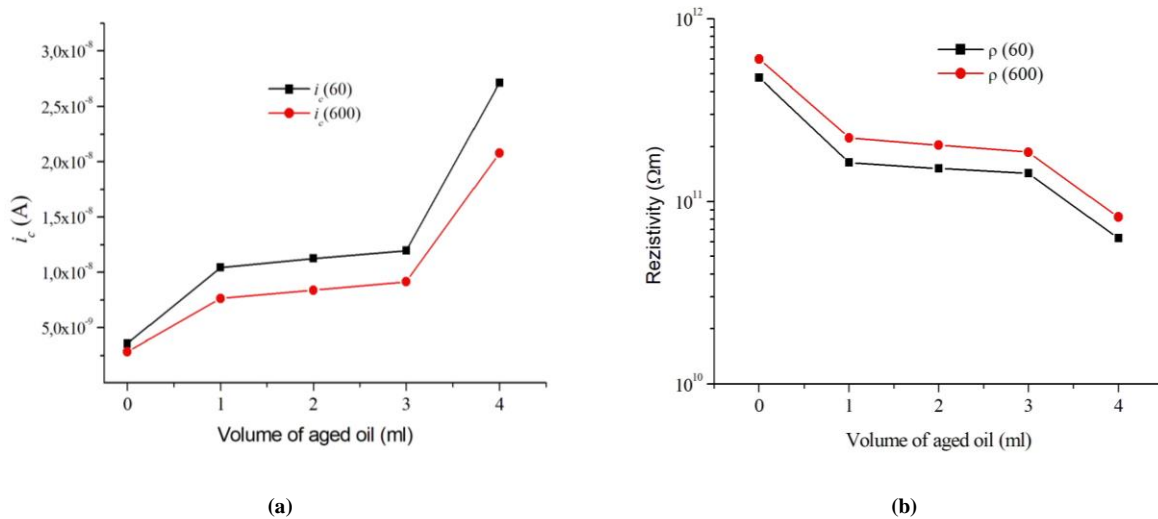 3,0x10⁻⁸
2,5x10⁻⁸
2,0x10⁻⁸
1,5x10⁻⁸
1,0x10⁻⁸
5,0x10⁻⁹
i_c (A)
i_c(60)
i_c(600)
0 1 2 3 4
Volume of aged oil (ml)
(a)
10¹²
10¹¹
10¹⁰
Rezistivity (Ωm)
ρ (60)
ρ (600)
0 1 2 3 4
Volume of aged oil (ml)
(b)